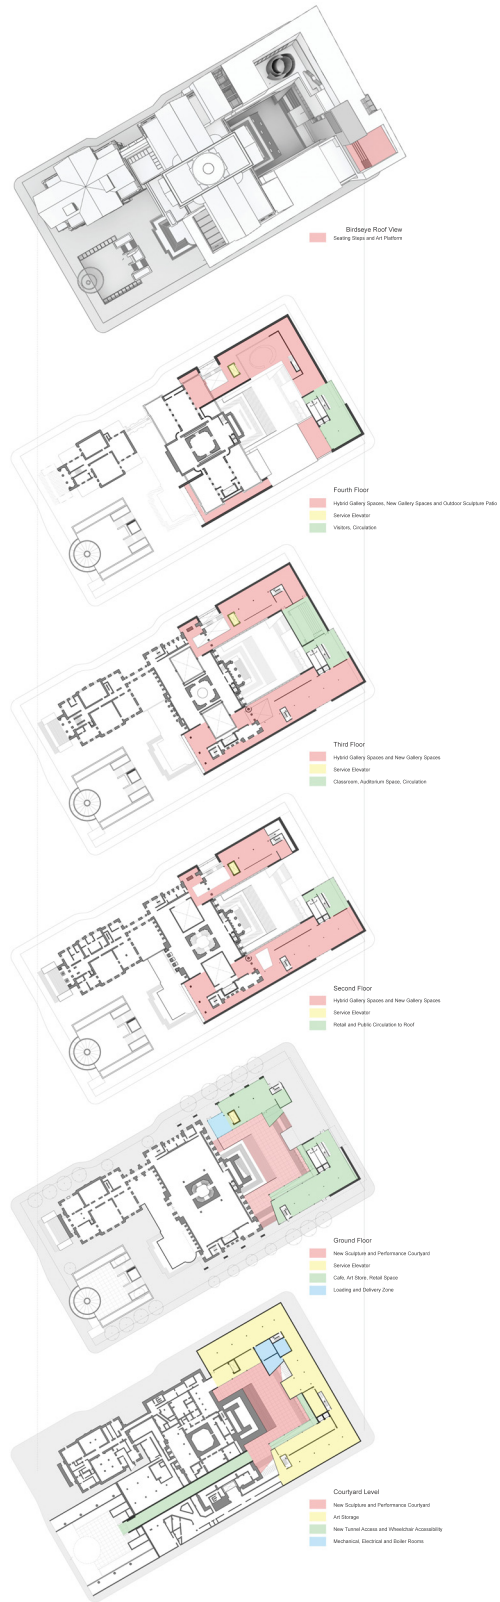 Birdseye Roof View
Seating Steps and Art Platform
Fourth Floor
Hybrid Gallery Spaces, New Gallery Spaces and Outdoor Sculpture Patio
Service Elevator
Visitors, Circulation
Third Floor
Hybrid Gallery Spaces and New Gallery Spaces
Service Elevator
Classroom, Auditorium Space, Circulation
Second Floor
Hybrid Gallery Spaces and New Gallery Spaces
Service Elevator
Retail and Public Circulation to Roof
Ground Floor
New Sculpture and Performance Courtyard
Service Elevator
Cafe, Art Store, Retail Space
Loading and Delivery Zone
Courtyard Level
New Sculpture and Performance Courtyard
Art Storage
New Tunnel Access and Wheelchair Accessibility
Mechanical, Electrical and Boiler Rooms